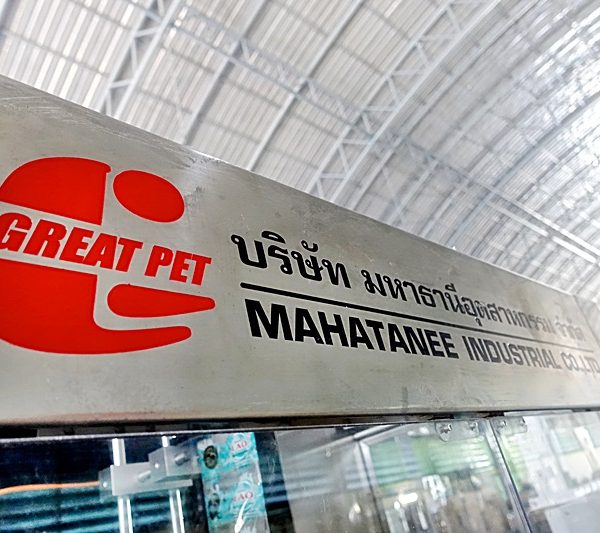 GREAT PET
บริษัท มหาธานีอุตสาหกรรม จำกัด
MAHATANEE INDUSTRIAL CO.,LTD